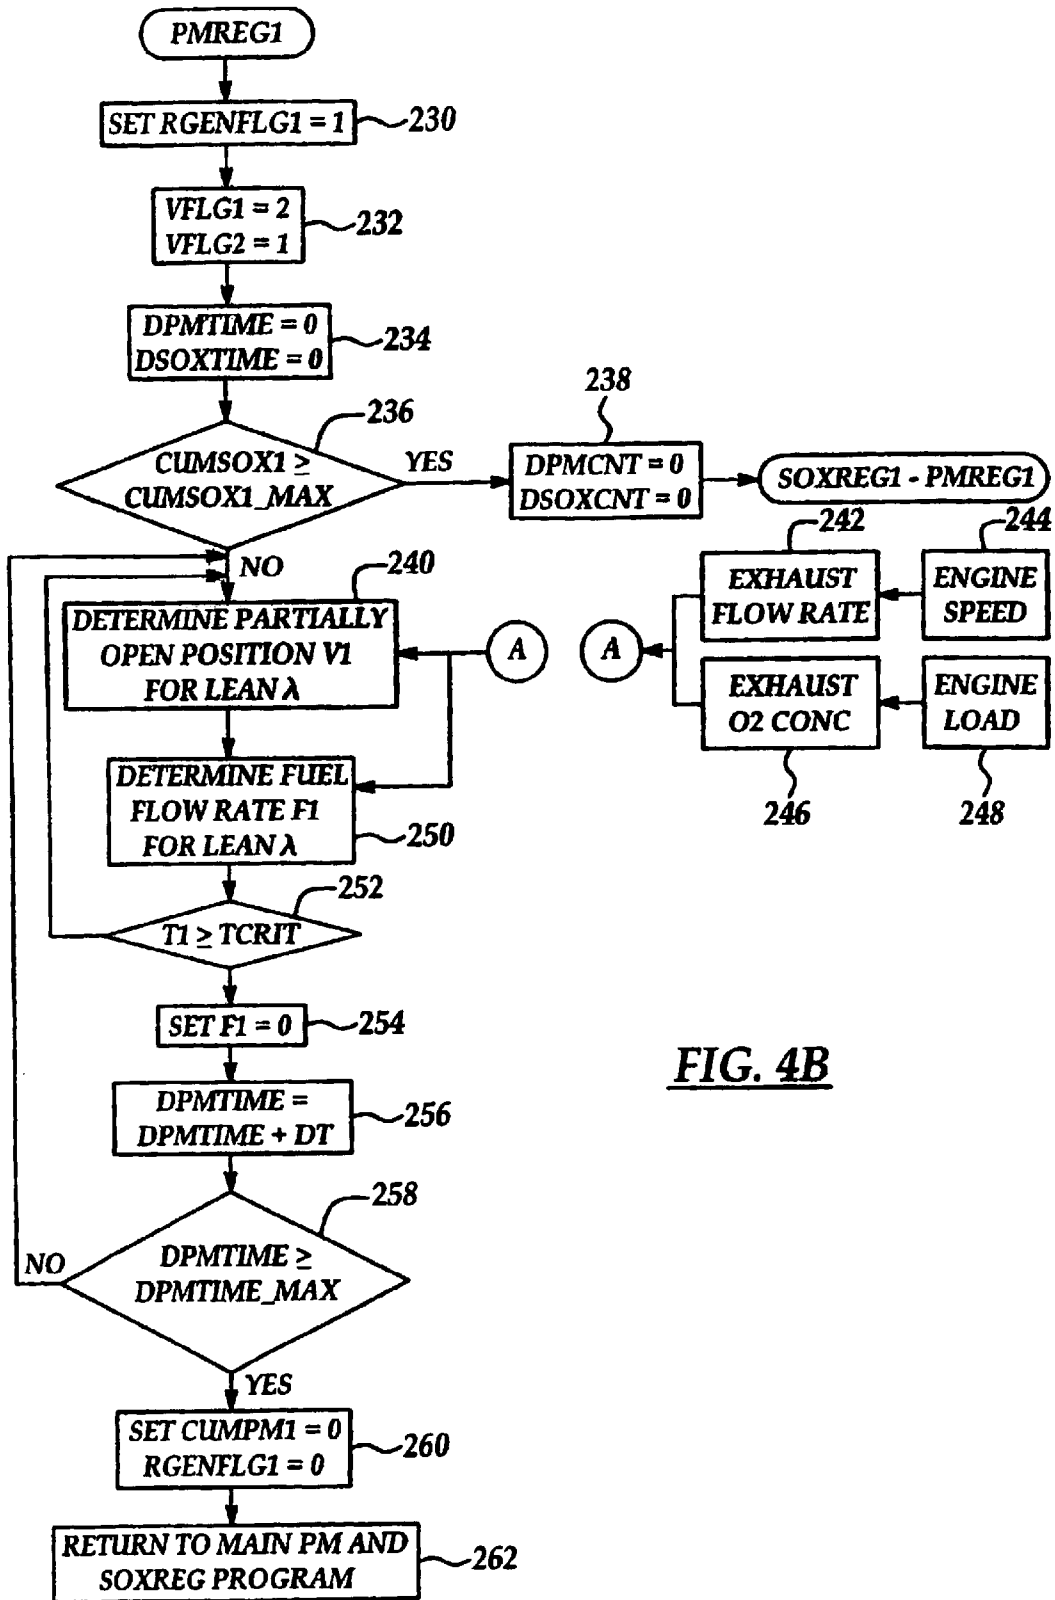 PMREG1
SET RGENFLG1 = 1
230
VFLG1 = 2
VFLG2 = 1
232
DPMTIME = 0
DSOXTIME = 0
234
CUMSOX1 ≥
CUMSOX1_MAX
236
YES
238
DPMCNT = 0
DSOXCNT = 0
SOXREG1 - PMREG1
NO
240
DETERMINE PARTIALLY
OPEN POSITION V1
FOR LEAN λ
A
A
242
EXHAUST
FLOW RATE
244
ENGINE
SPEED
EXHAUST
O2 CONC
246
ENGINE
LOAD
248
DETERMINE FUEL
FLOW RATE F1
FOR LEAN λ
250
T1 ≥ TCRIT
252
SET F1 = 0
254
DPMTIME =
DPMTIME + DT
256
DPMTIME ≥
DPMTIME_MAX
258
NO
YES
SET CUMPM1 = 0
RGENFLG1 = 0
260
RETURN TO MAIN PM AND
SOXREG PROGRAM
262
FIG. 4B